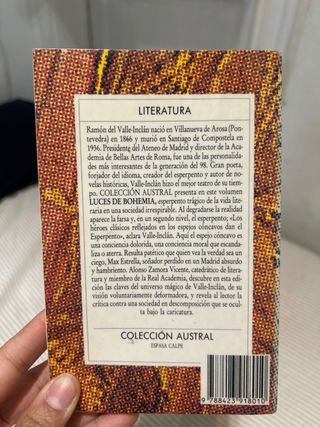 LITERATURA
Ramón del Valle-Inclán nació en Villanueva de Arosa (Pon-
tevedra) en 1866 y murió en Santiago de Compostela en
1936. Presidentg del Ateneo de Madrid y director de la Aca-
demia de Bellas Artes de Roma, fue una de las personalida-
des más interesantes de la generación del 98. Gran poeta,
forjador del idioma, creador del esperpento y autor de no-
velas históricas, Valle-Inclán hizo el mejor teatro de su tiem-
po. COLECCIÓN AUSTRAL presenta en este volumen
LUCES DE BOHEMIA, esperpento trágico de la vida lite-
raria en una sociedad irrespirable. Al degradarse la realidad
aparece la farsa y, en un segundo nivel, el esperpento; «Los
héroes clásicos reflejados en los espejos cóncavos dan el
Esperpento», aclara Valle-Inclán. Aquí el espejo cóncavo es
una conciencia dolorida, una conciencia moral que escanda-
liza o aterra. Resulta patético que quien vea la verdad sea un
ciego, Max Estrella, soñador perdido en un Madrid absurdo
y hambriento. Alonso Zamora Vicente, catedrático de litera-
tura y miembro de la Real Academia, descubre en esta edi-
ción las claves del universo mágico de Valle-Inclán, de su
visión voluntariamente deformadora, y revela al lector la
crítica contra una sociedad en descomposición que se ocul-
ta bajo la caricatura.
COLECCIÓN AUSTRAL
ESPASA CALPE
9 788423 918010